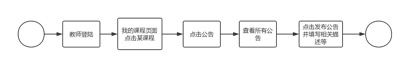 教师登陆
我的课程页面
点击某课程
点击公告
查看所有公
告
点击发布公告
并填写相关描
述等